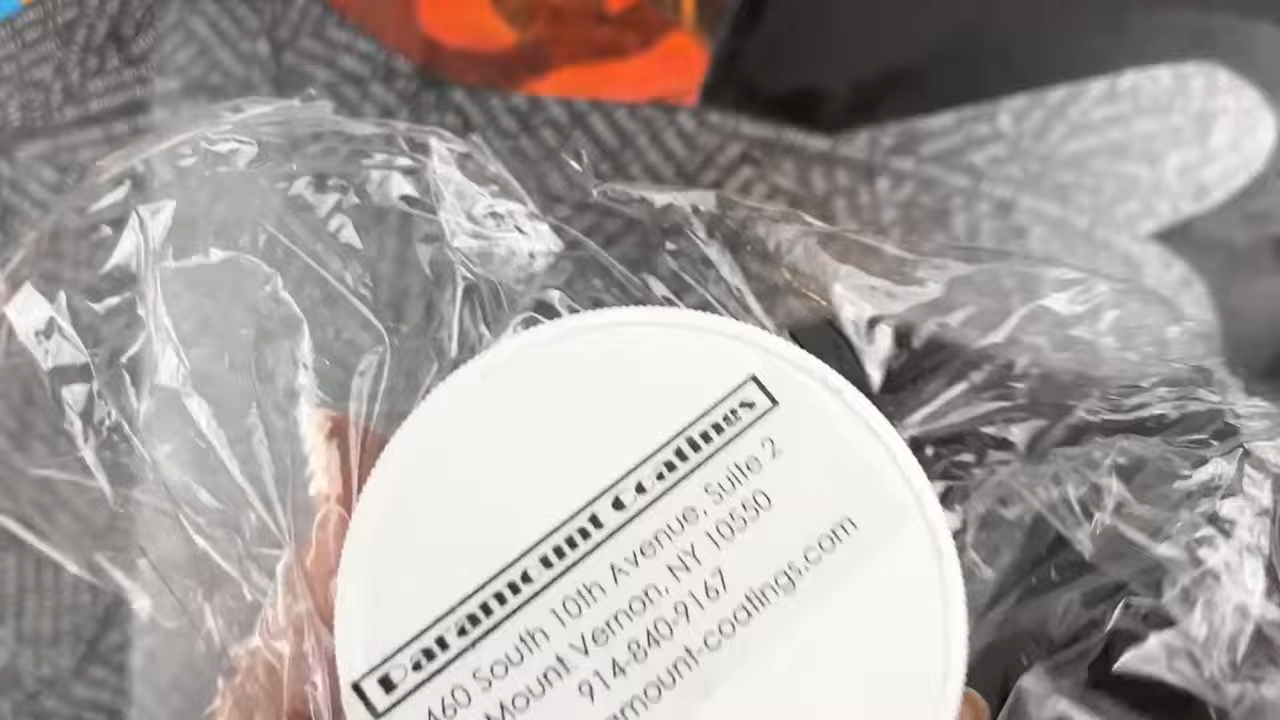 Paramount Coatings
460 South 10th Avenue, Suite 2
Mount Vernon, NY 10550
914-840-9167
amount-coatings.com